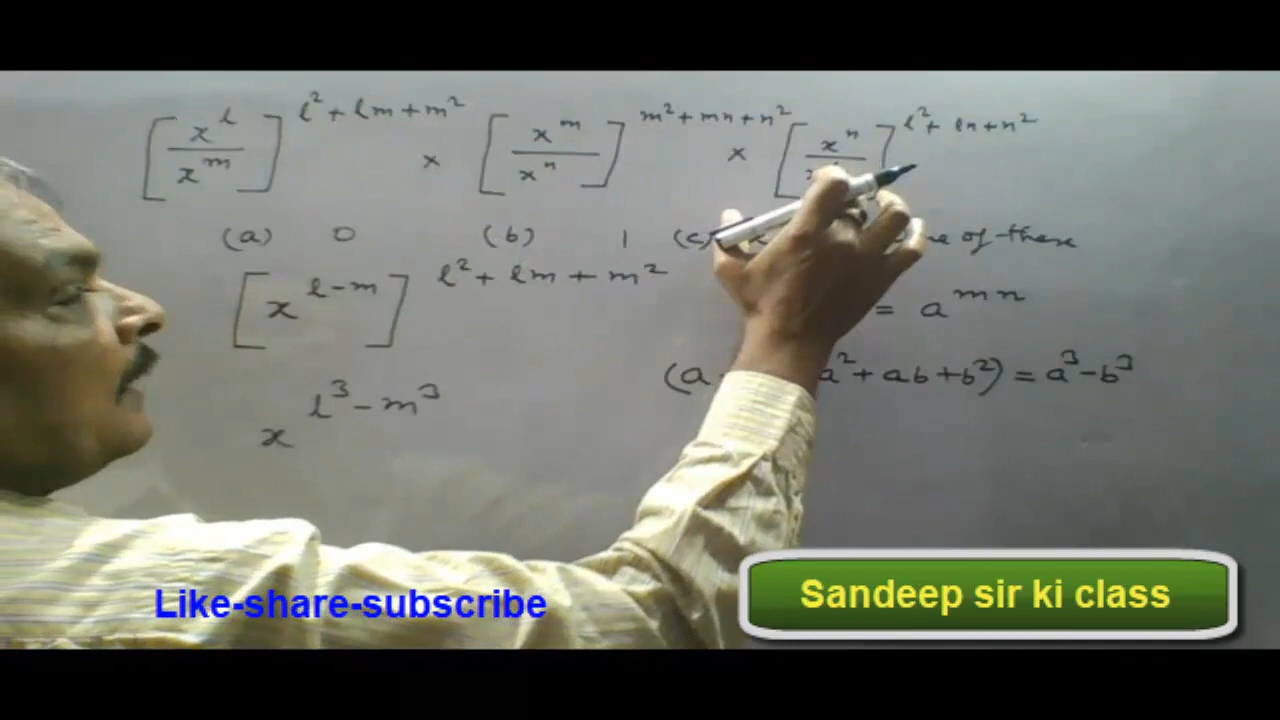 [x^l / x^m]^(l²+lm+m²) × [x^m / x^n]^(m²+mn+n²) × [x^n / x]^(l²+ln+n²)
(a) 0 (b) 1 (c) of these
[x^(l-m)]^(l²+lm+m²)
= a^mn
(a a²+ab+b²) = a³-b³
x^(l³-m³)
Like-share-subscribe
Sandeep sir ki class